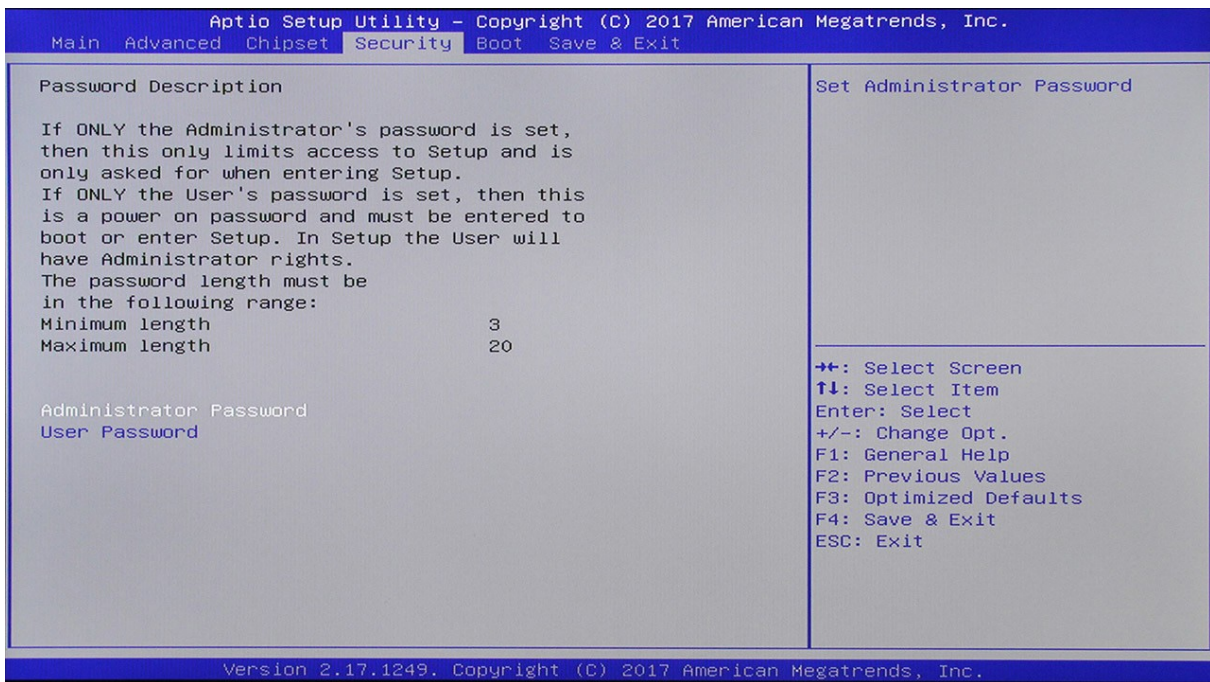 Aptio Setup Utility – Copyright (C) 2017 American Megatrends, Inc.
Main Advanced Chipset Security Boot Save & Exit
Password Description
If ONLY the Administrator's password is set,
then this only limits access to Setup and is
only asked for when entering Setup.
If ONLY the User's password is set, then this
is a power on password and must be entered to
boot or enter Setup. In Setup the User will
have Administrator rights.
The password length must be
in the following range:
Minimum length 3
Maximum length 20
Administrator Password
User Password
Set Administrator Password
→←: Select Screen
↑↓: Select Item
Enter: Select
+/-: Change Opt.
F1: General Help
F2: Previous Values
F3: Optimized Defaults
F4: Save & Exit
ESC: Exit
Version 2.17.1249. Copyright (C) 2017 American Megatrends, Inc.